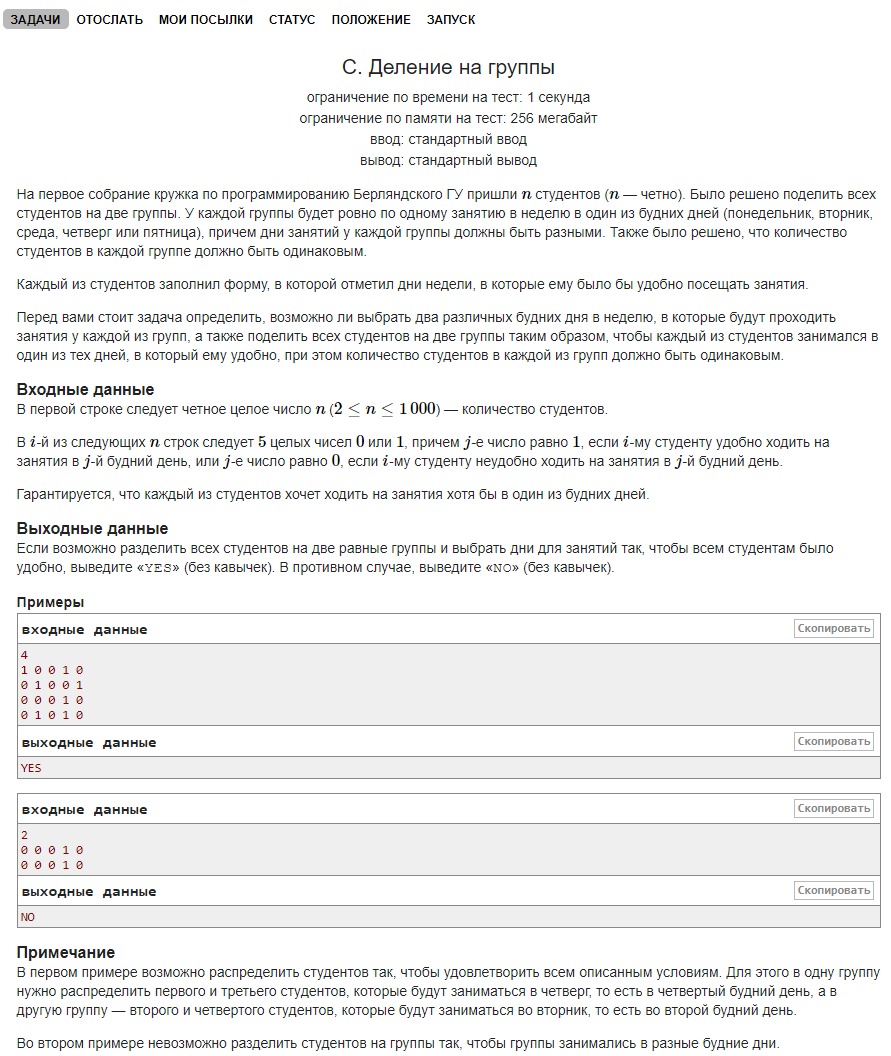 ЗАДАЧИ ОТОСЛАТЬ МОИ ПОСЫЛКИ СТАТУС ПОЛОЖЕНИЕ ЗАПУСК
C. Деление на группы
ограничение по времени на тест: 1 секунда
ограничение по памяти на тест: 256 мегабайт
ввод: стандартный ввод
вывод: стандартный вывод
На первое собрание кружка по программированию Берляндского ГУ пришли n студентов (n — четно). Было решено поделить всех
студентов на две группы. У каждой группы будет ровно по одному занятию в неделю в один из будних дней (понедельник, вторник,
среда, четверг или пятница), причем дни занятий у каждой группы должны быть разными. Также было решено, что количество
студентов в каждой группе должно быть одинаковым.
Каждый из студентов заполнил форму, в которой отметил дни недели, в которые ему было бы удобно посещать занятия.
Перед вами стоит задача определить, возможно ли выбрать два различных будних дня в неделю, в которые будут проходить
занятия у каждой из групп, а также поделить всех студентов на две группы таким образом, чтобы каждый из студентов занимался в
один из тех дней, в который ему удобно, при этом количество студентов в каждой из групп должно быть одинаковым.
Входные данные
В первой строке следует четное целое число n (2 ≤ n ≤ 1 000) — количество студентов.
В i-й из следующих n строк следует 5 целых чисел 0 или 1, причем j-е число равно 1, если i-му студенту удобно ходить на
занятия в j-й будний день, или j-е число равно 0, если i-му студенту неудобно ходить на занятия в j-й будний день.
Гарантируется, что каждый из студентов хочет ходить на занятия хотя бы в один из будних дней.
Выходные данные
Если возможно разделить всех студентов на две равные группы и выбрать дни для занятий так, чтобы всем студентам было
удобно, выведите «YES» (без кавычек). В противном случае, выведите «NO» (без кавычек).
Примеры
входные данные Скопировать
4
1 0 0 1 0
0 1 0 0 1
0 0 0 1 0
0 1 0 1 0
выходные данные Скопировать
YES
входные данные Скопировать
2
0 0 0 1 0
0 0 0 1 0
выходные данные Скопировать
NO
Примечание
В первом примере возможно распределить студентов так, чтобы удовлетворить всем описанным условиям. Для этого в одну группу
нужно распределить первого и третьего студентов, которые будут заниматься в четверг, то есть в четвертый будний день, а в
другую группу — второго и четвертого студентов, которые будут заниматься во вторник, то есть во второй будний день.
Во втором примере невозможно разделить студентов на группы так, чтобы группы занимались в разные будние дни.